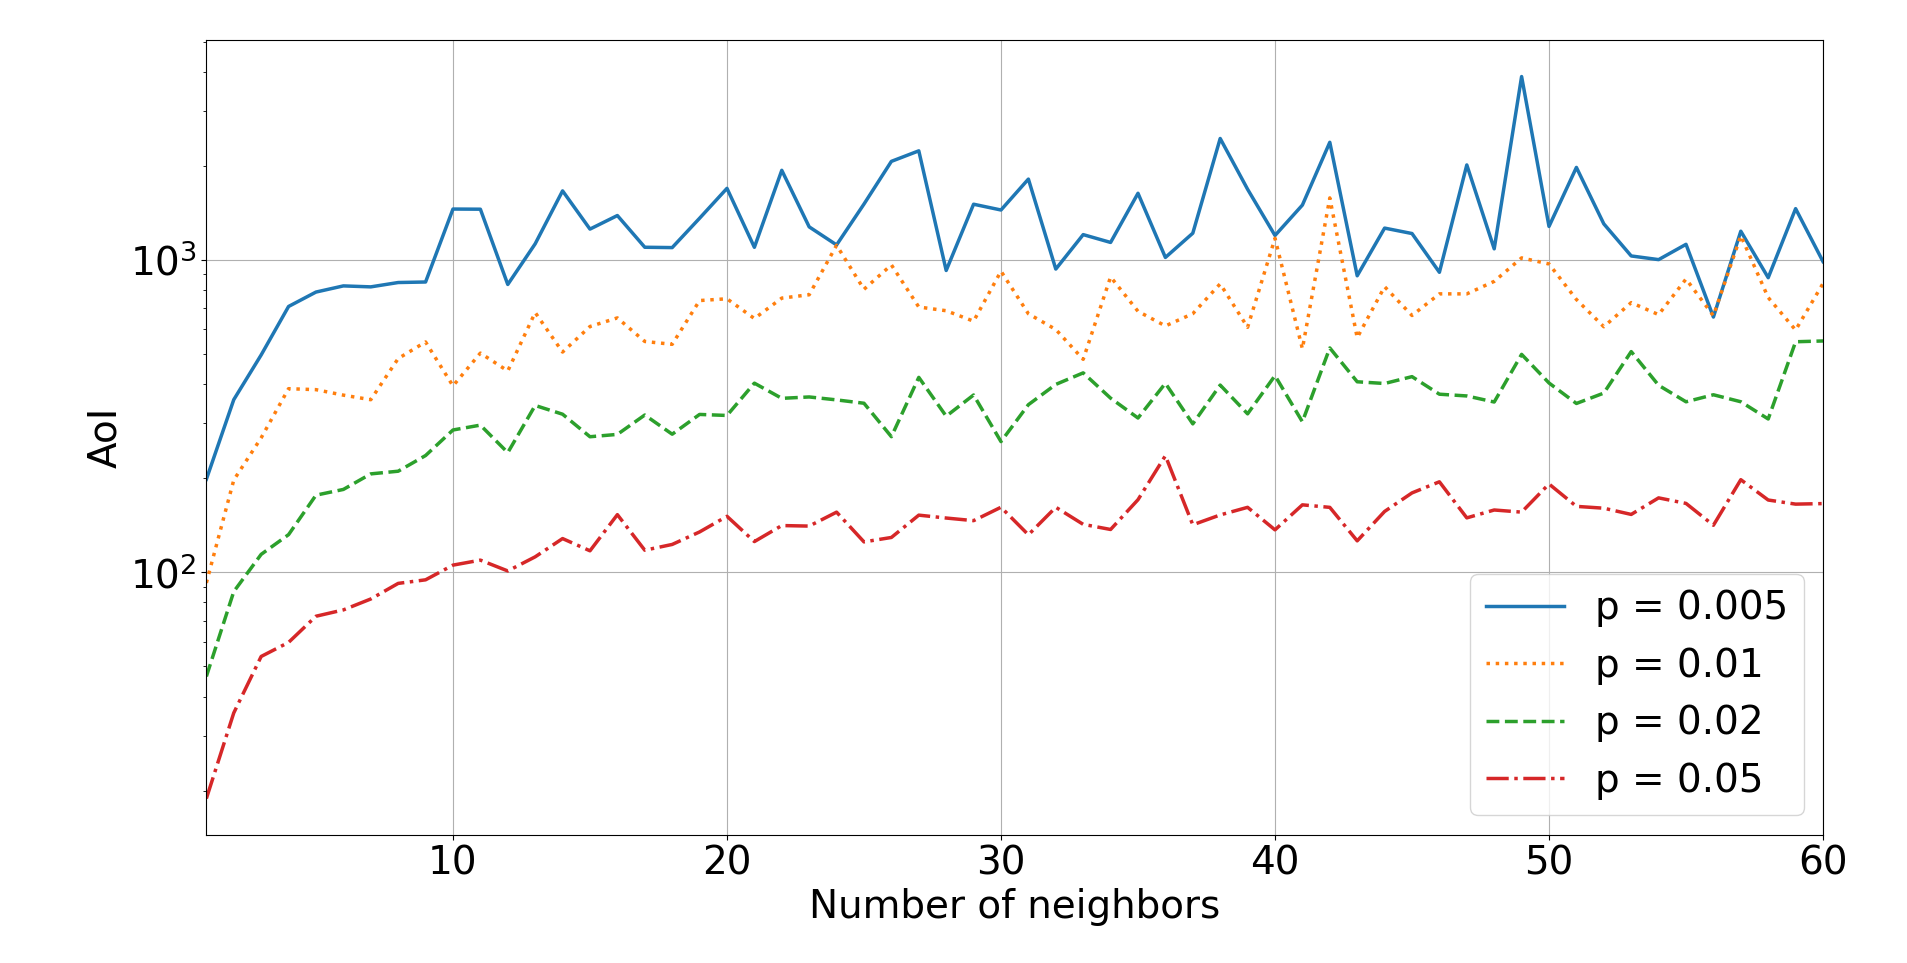 10³
10²
AoI
10 20 30 40 50 60
Number of neighbors
p = 0.005
p = 0.01
p = 0.02
p = 0.05